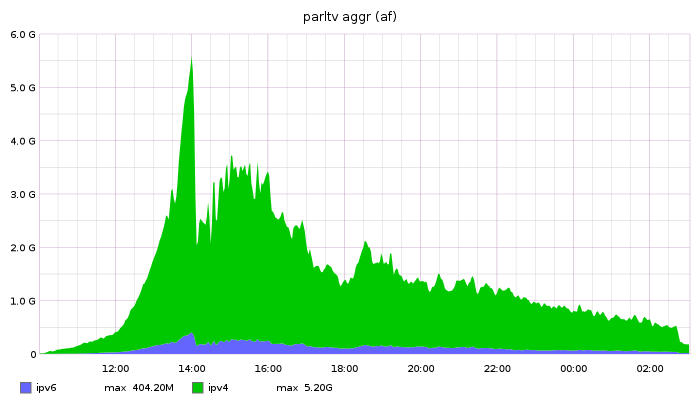 parltv aggr (af)
6.0 G
5.0 G
4.0 G
3.0 G
2.0 G
1.0 G
0
12:00 14:00 16:00 18:00 20:00 22:00 00:00 02:00
ipv6 max 404.20M ipv4 max 5.20G